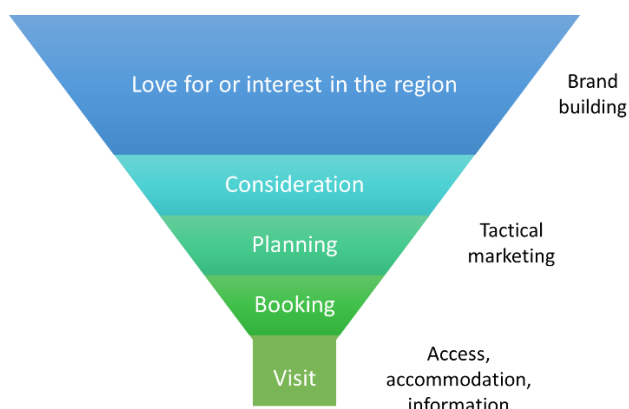 Love for or interest in the region
Brand
building
Consideration
Planning
Tactical
marketing
Booking
Visit
Access,
accommodation,
information